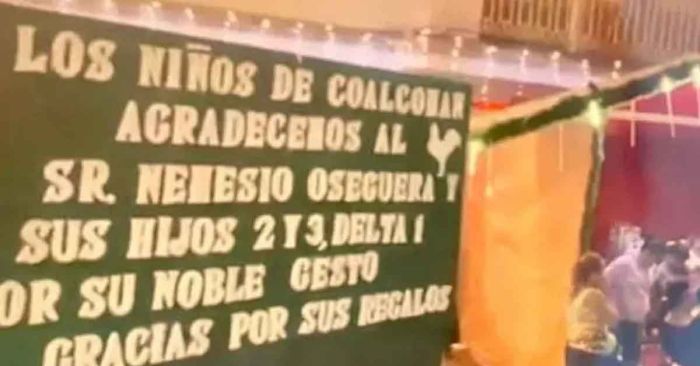 LOS NIÑOS DE COALCOMAN
AGRADECEMOS AL
SR. NEMESIO OSEGUERA Y
SUS HIJOS 2 Y 3, DELTA 1
OR SU NOBLE GESTO
GRACIAS POR SUS REGALOS